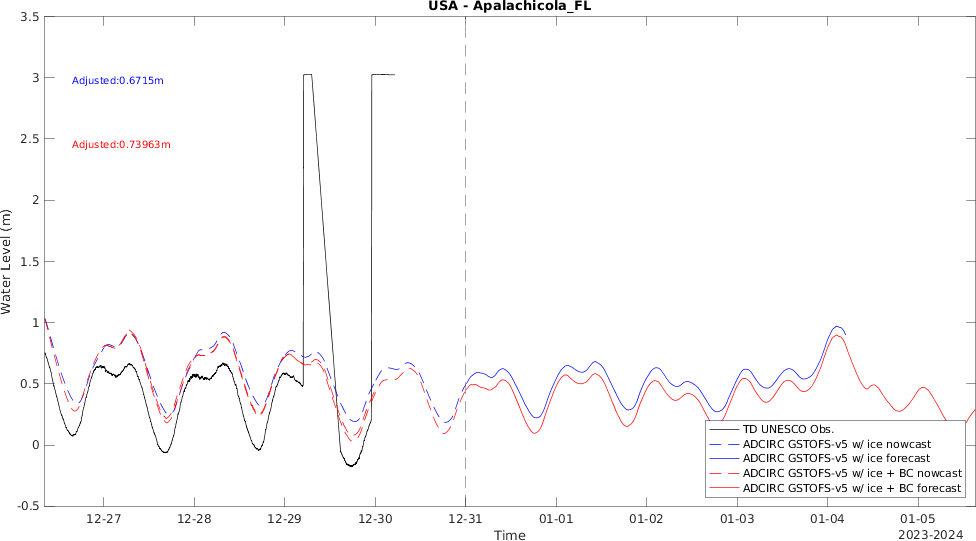 USA - Apalachicola_FL
3.5
3
2.5
2
1.5
1
0.5
0
-0.5
Water Level (m)
Adjusted:0.6715m
Adjusted:0.73963m
TD UNESCO Obs.
ADCIRC GSTOFS-v5 w/ ice nowcast
ADCIRC GSTOFS-v5 w/ ice forecast
ADCIRC GSTOFS-v5 w/ ice + BC nowcast
ADCIRC GSTOFS-v5 w/ ice + BC forecast
12-27 12-28 12-29 12-30 12-31 01-01 01-02 01-03 01-04 01-05
Time
2023-2024